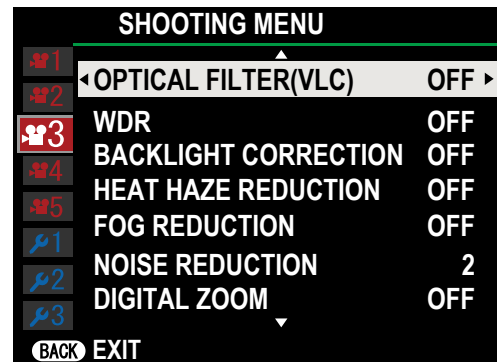 SHOOTING MENU
1
2
3
4
5
1
2
3
OPTICAL FILTER(VLC) OFF
WDR OFF
BACKLIGHT CORRECTION OFF
HEAT HAZE REDUCTION OFF
FOG REDUCTION OFF
NOISE REDUCTION 2
DIGITAL ZOOM OFF
BACK EXIT